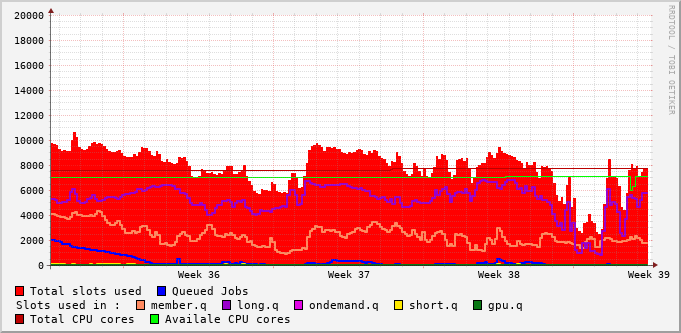 20000
18000
16000
14000
12000
10000
8000
6000
4000
2000
0
Week 36 Week 37 Week 38 Week 39
RRDTOOL / TOBI OETIKER
Total slots used Queued Jobs
Slots used in : member.q long.q ondemand.q short.q gpu.q
Total CPU cores Availale CPU cores